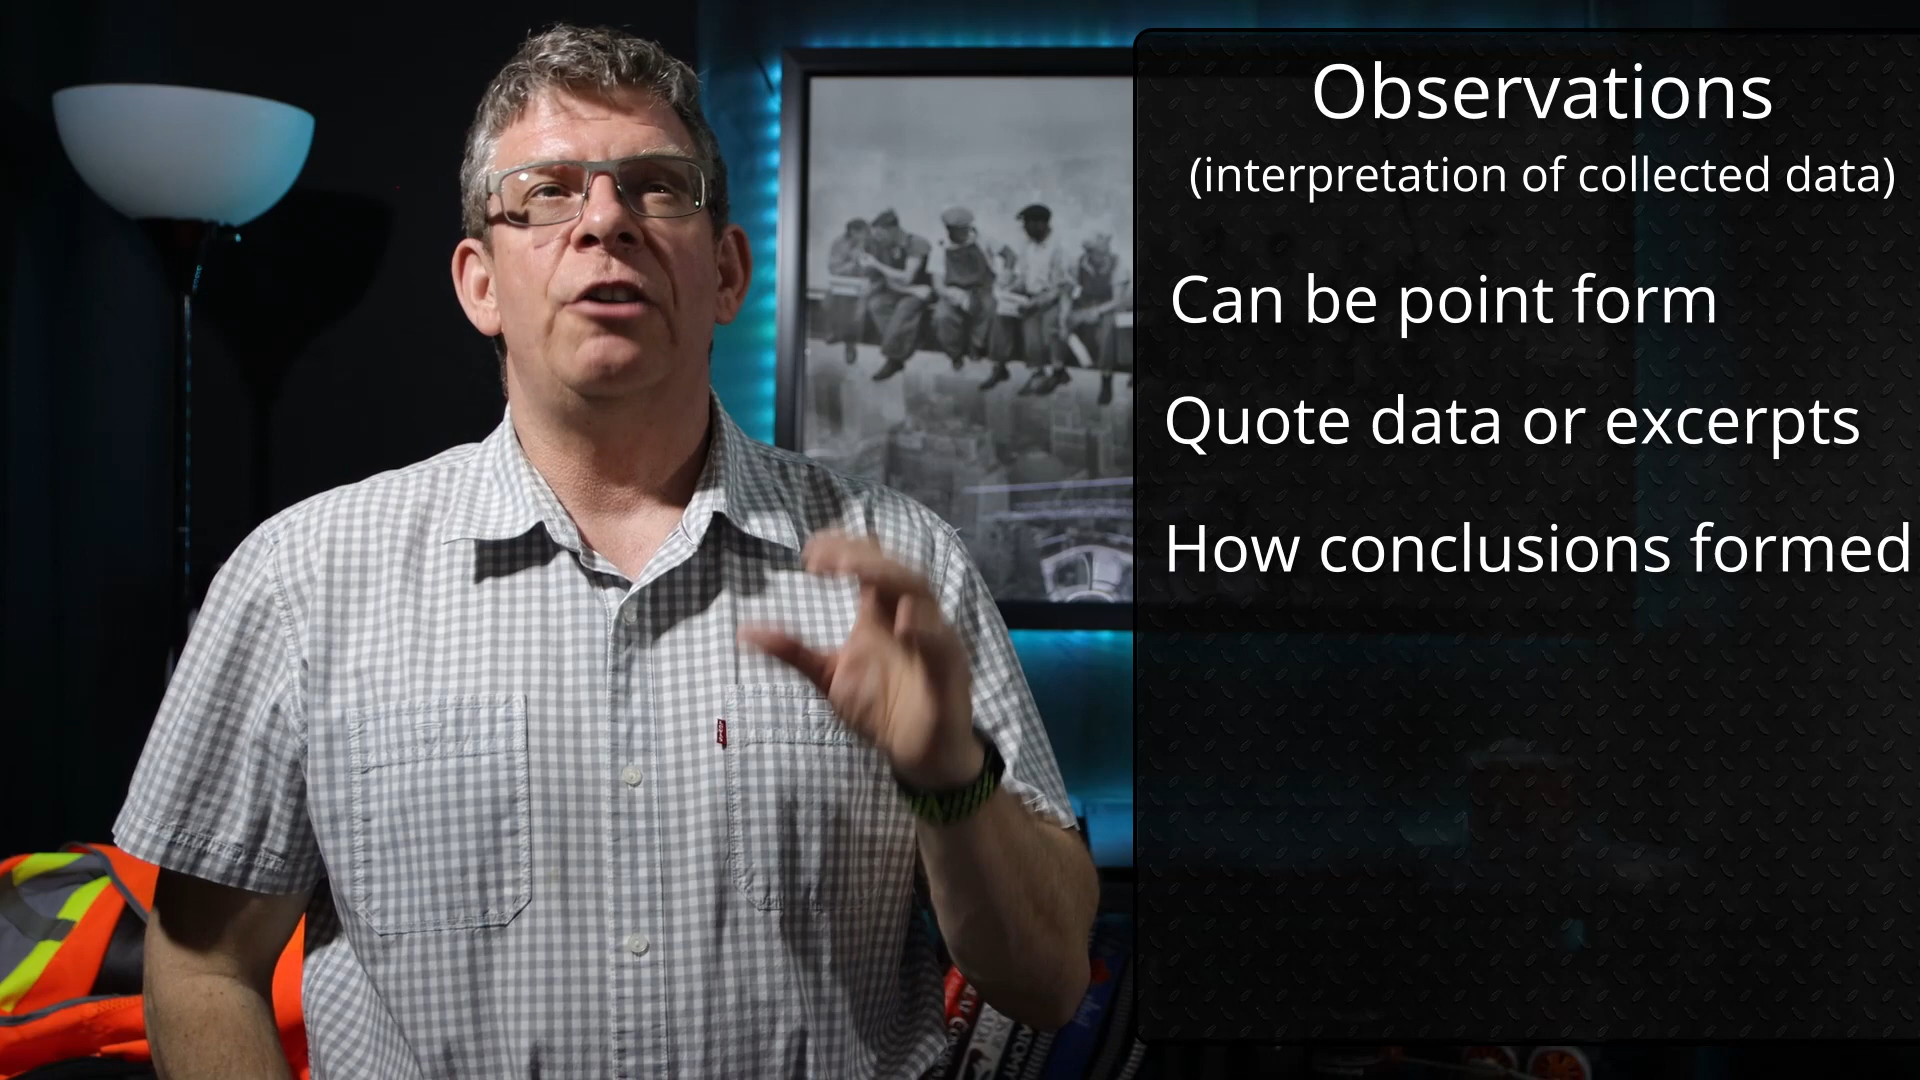 Observations
(interpretation of collected data)
Can be point form
Quote data or excerpts
How conclusions formed